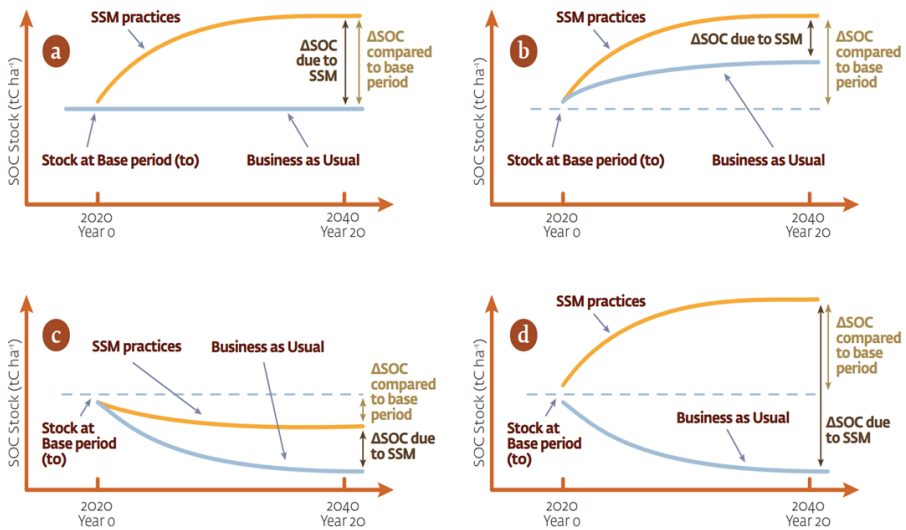 SSM practices
a
ΔSOC
due to
SSM
ΔSOC
compared
to base
period
SOC Stock (tC ha⁻¹)
Stock at Base period (to)
Business as Usual
2020
Year 0
2040
Year 20
SSM practices
b
ΔSOC due to SSM
ΔSOC
compared
to base
period
SOC Stock (tC ha⁻¹)
Stock at Base period (to)
Business as Usual
2020
Year 0
2040
Year 20
c
SSM practices
Business as Usual
ΔSOC
compared
to base
period
SOC Stock (tC ha⁻¹)
Stock at
Base period
(to)
ΔSOC due
to SSM
2020
Year 0
2040
Year 20
SSM practices
d
ΔSOC
compared
to base
period
SOC Stock (tC ha⁻¹)
Stock at
Base period
(to)
Business as Usual
ΔSOC due
to SSM
2020
Year 0
2040
Year 20